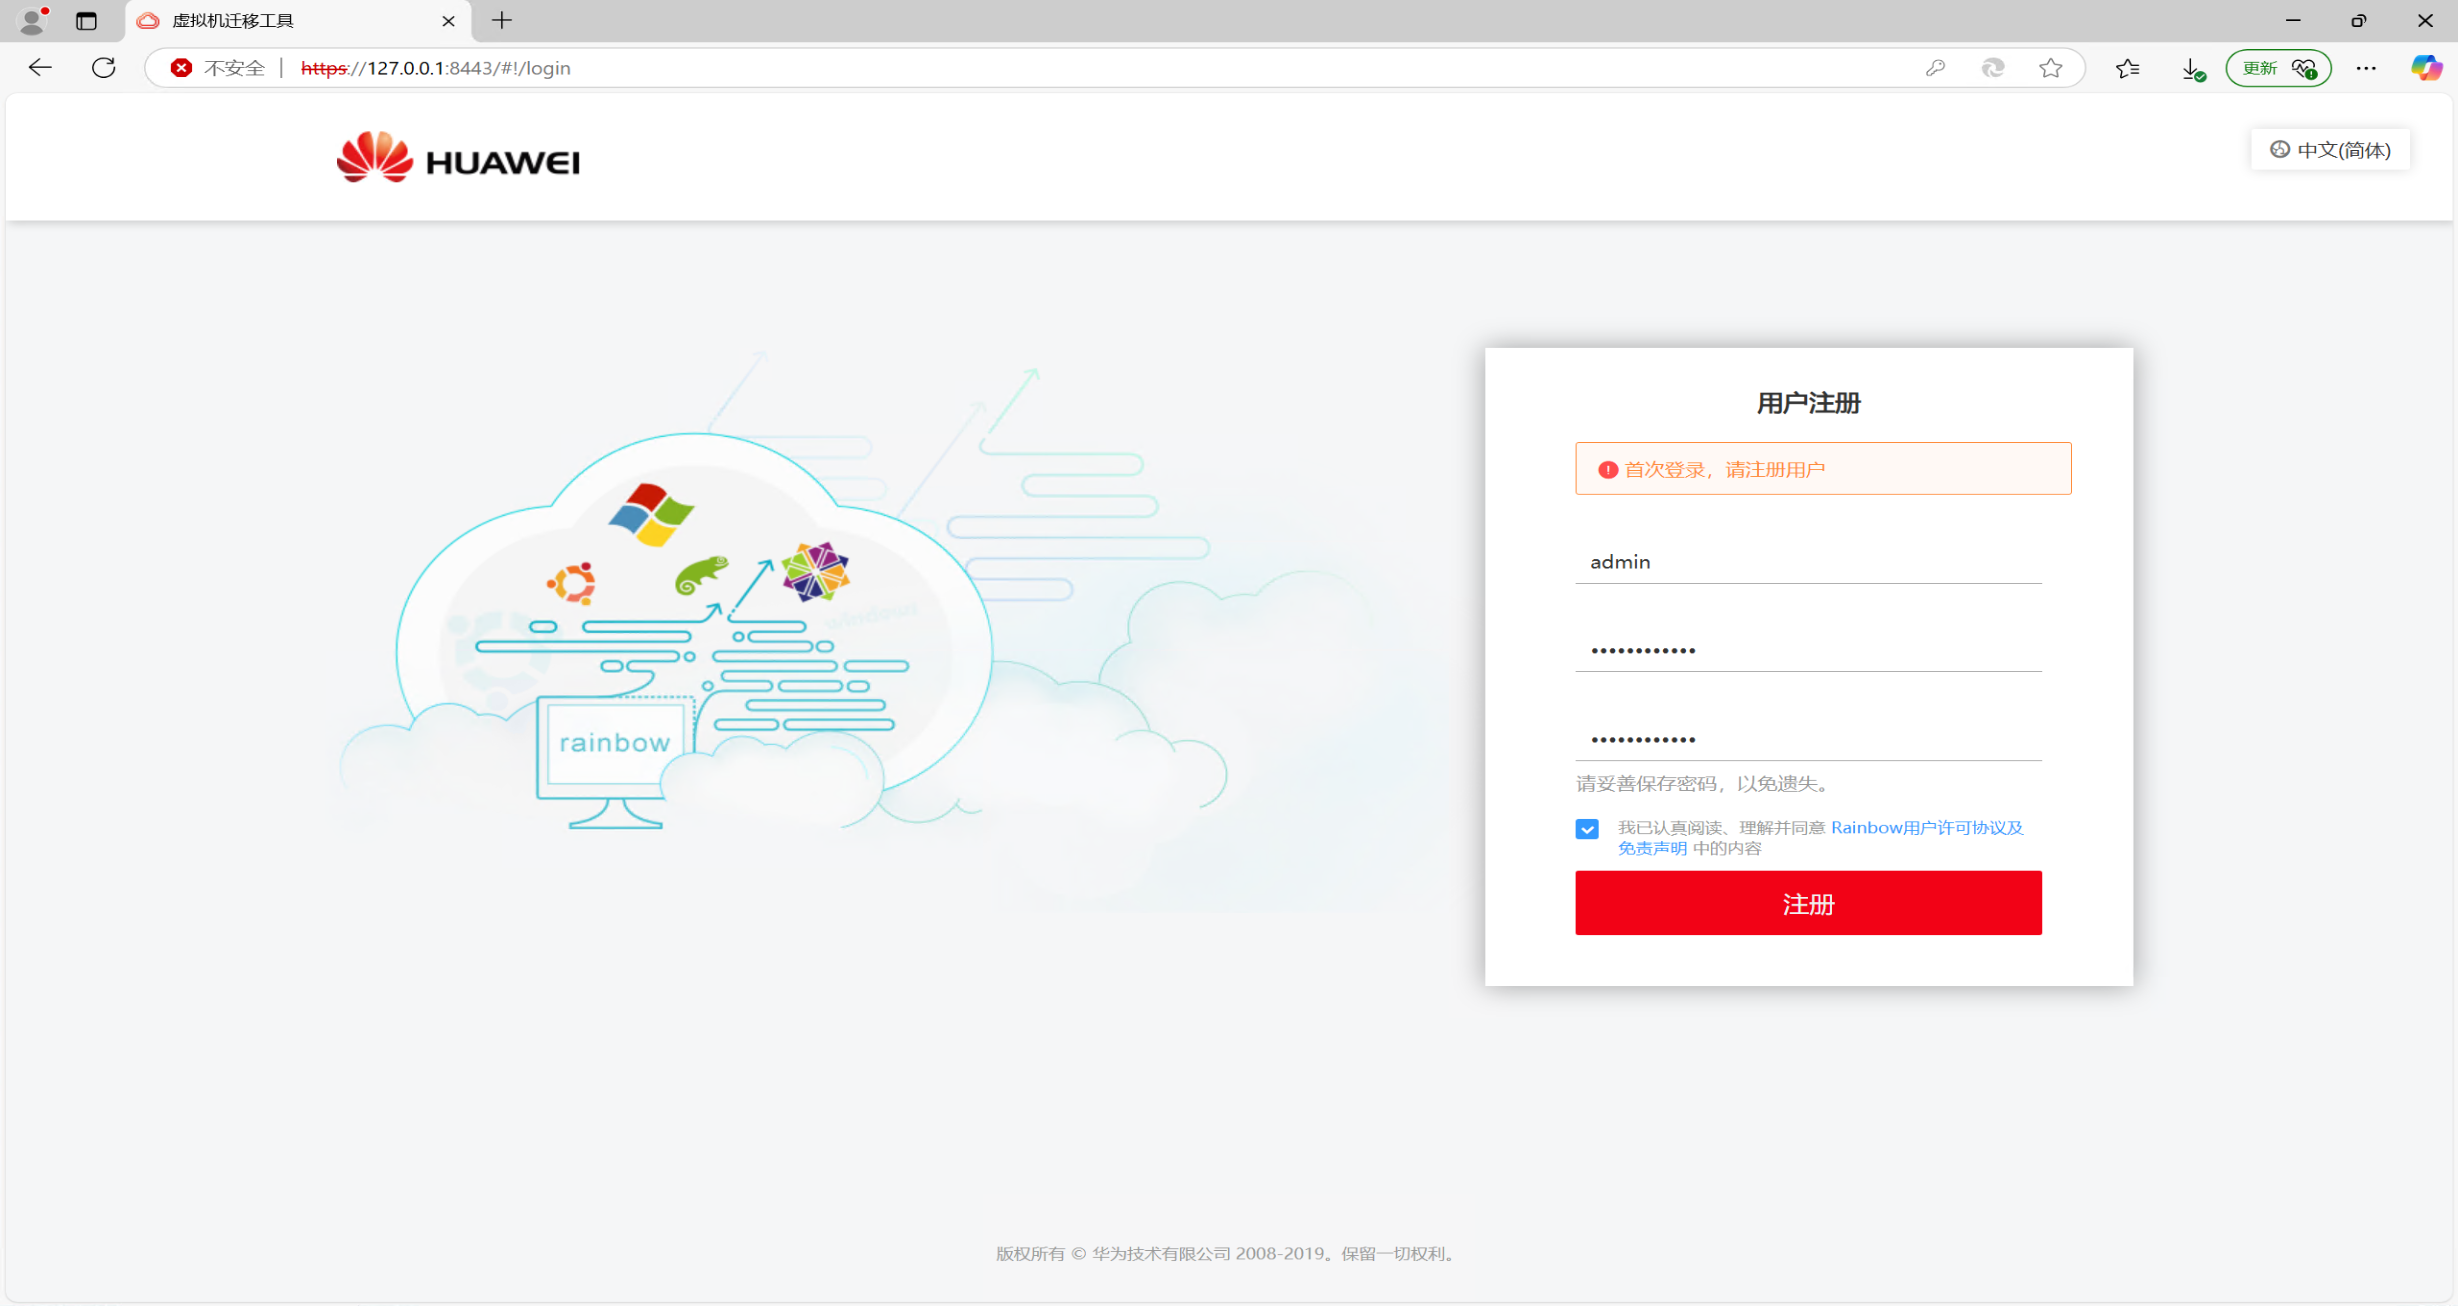 虚拟机迁移工具
不安全 https://127.0.0.1:8443/#!/login
更新
HUAWEI
中文(简体)
用户注册
首次登录，请注册用户
admin
windows
rainbow
请妥善保存密码，以免遗失。
我已认真阅读、理解并同意 Rainbow用户许可协议及
免责声明 中的内容
注册
版权所有 © 华为技术有限公司 2008-2019。保留一切权利。